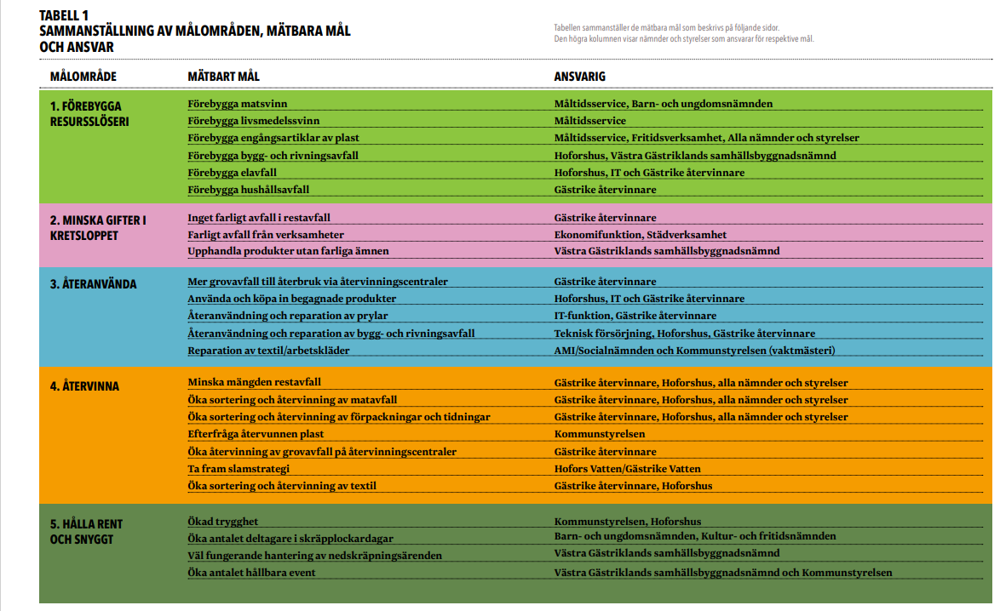 TABELL 1
SAMMANSTÄLLNING AV MÅLOMRÅDEN, MÄTBARA MÅL
OCH ANSVAR
Tabellen sammanställer de mätbara mål som beskrivs på följande sidor.
Den högra kolumnen visar nämnder och styrelser som ansvarar för respektive mål.
MÅLOMRÅDE MÄTBART MÅL ANSVARIG
1. FÖREBYGGA
RESURSSLÖSERI
Förebygga matsvinn Måltidsservice, Barn- och ungdomsnämnden
Förebygga livsmedelssvinn Måltidsservice
Förebygga engångsartiklar av plast Måltidsservice, Fritidsverksamhet, Alla nämnder och styrelser
Förebygga bygg- och rivningsavfall Hoforshus, Västra Gästriklands samhällsbyggnadsnämnd
Förebygga elavfall Hoforshus, IT och Gästrike återvinnare
Förebygga hushållsavfall Gästrike återvinnare
2. MINSKA GIFTER I
KRETSLOPPET
Inget farligt avfall i restavfall Gästrike återvinnare
Farligt avfall från verksamheter Ekonomifunktion, Städverksamhet
Upphandla produkter utan farliga ämnen Västra Gästriklands samhällsbyggnadsnämnd
3. ÅTERANVÄNDA
Mer grovavfall till återbruk via återvinningscentraler Gästrike återvinnare
Använda och köpa in begagnade produkter Hoforshus, IT och Gästrike återvinnare
Återanvändning och reparation av prylar IT-funktion, Gästrike återvinnare
Återanvändning och reparation av bygg- och rivningsavfall Teknisk försörjning, Hoforshus, Gästrike återvinnare
Reparation av textil/arbetskläder AMI/Socialnämnden och Kommunstyrelsen (vaktmästeri)
4. ÅTERVINNA
Minska mängden restavfall Gästrike återvinnare, Hoforshus, alla nämnder och styrelser
Öka sortering och återvinning av matavfall Gästrike återvinnare, Hoforshus, alla nämnder och styrelser
Öka sortering och återvinning av förpackningar och tidningar Gästrike återvinnare, Hoforshus, alla nämnder och styrelser
Efterfråga återvunnen plast Kommunstyrelsen
Öka återvinning av grovavfall på återvinningscentraler Gästrike återvinnare
Ta fram slamstrategi Hofors Vatten/Gästrike Vatten
Öka sortering och återvinning av textil Gästrike återvinnare, Hoforshus
5. HÅLLA RENT
OCH SNYGGT
Ökad trygghet Kommunstyrelsen, Hoforshus
Öka antalet deltagare i skräpplockardagar Barn- och ungdomsnämnden, Kultur- och fritidsnämnden
Väl fungerande hantering av nedskräpningsärenden Västra Gästriklands samhällsbyggnadsnämnd
Öka antalet hållbara event Västra Gästriklands samhällsbyggnadsnämnd och Kommunstyrelsen